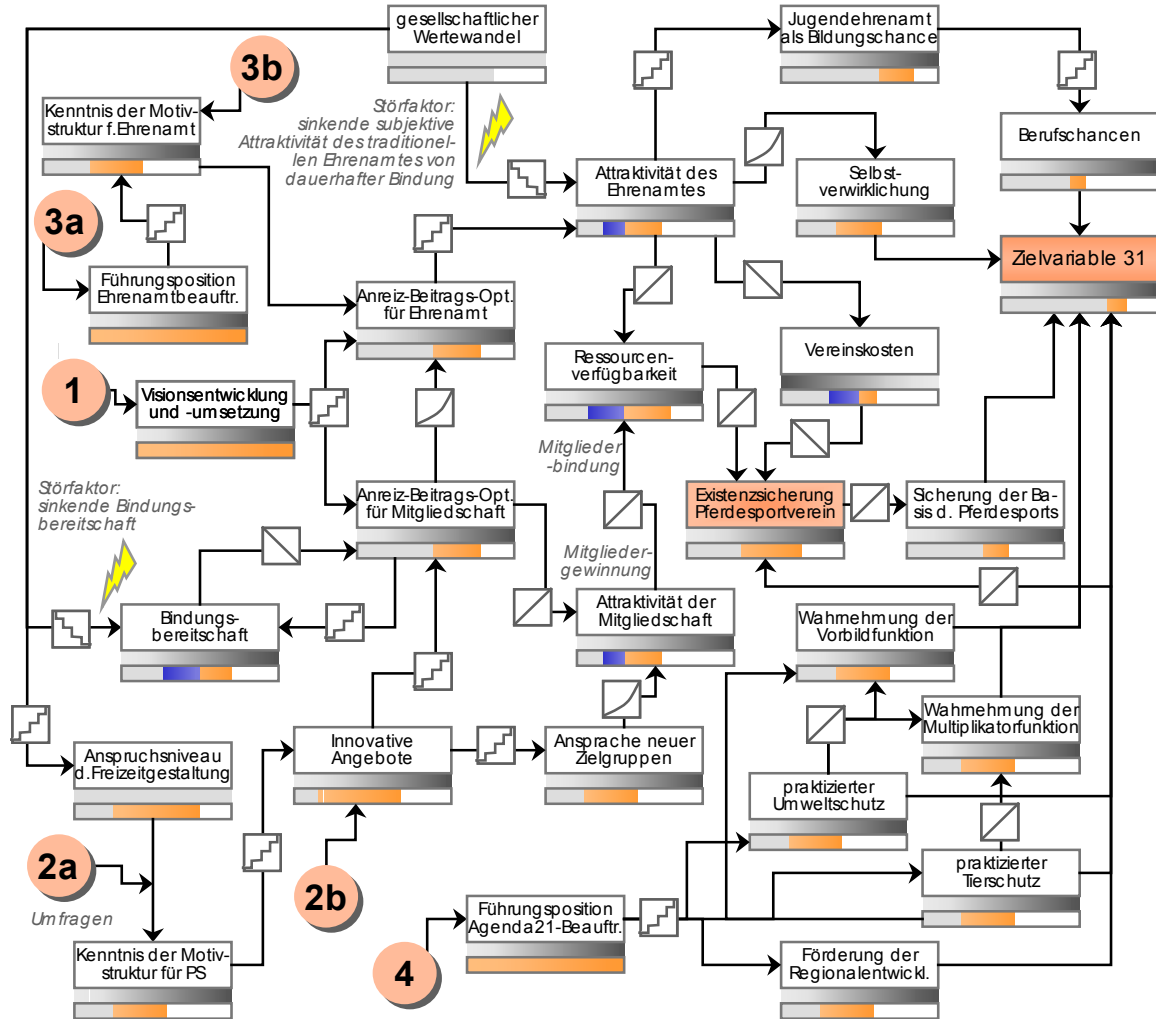 gesellschaftlicher
Wertewandel
Jugendehrenamt
als Bildungschance
3b
Kenntnis der Motiv-
struktur f.Ehrenamt
Störfaktor:
sinkende subjektive
Attraktivität des traditionel-
len Ehrenamtes von
dauerhafter Bindung
Attraktivität des
Ehrenamtes
Selbst-
verwirklichung
Berufschancen
3a
Führungsposition
Ehrenamtbeauftr.
Anreiz-Beitrags-Opt.
für Ehrenamt
Zielvariable 31
1
Visionsentwicklung
und -umsetzung
Ressourcen-
verfügbarkeit
Vereinskosten
Mitglieder
-bindung
Störfaktor:
sinkende Bindungs-
bereitschaft
Anreiz-Beitrags-Opt.
für Mitgliedschaft
Existenzsicherung
Pferdesportverein
Sicherung der Ba-
sis d. Pferdesports
Mitglieder-
gewinnung
Bindungs-
bereitschaft
Attraktivität der
Mitgliedschaft
Wahrnehmung der
Vorbildfunktion
Wahrnehmung der
Multiplikatorfunktion
Anspruchsniveau
d.Freizeitgestaltung
Innovative
Angebote
Ansprache neuer
Zielgruppen
praktizierter
Umweltschutz
2a
Umfragen
2b
praktizierter
Tierschutz
Führungsposition
Agenda21-Beauftr.
4
Kenntnis der Motiv-
struktur für PS
Förderung der
Regionalentwickl.